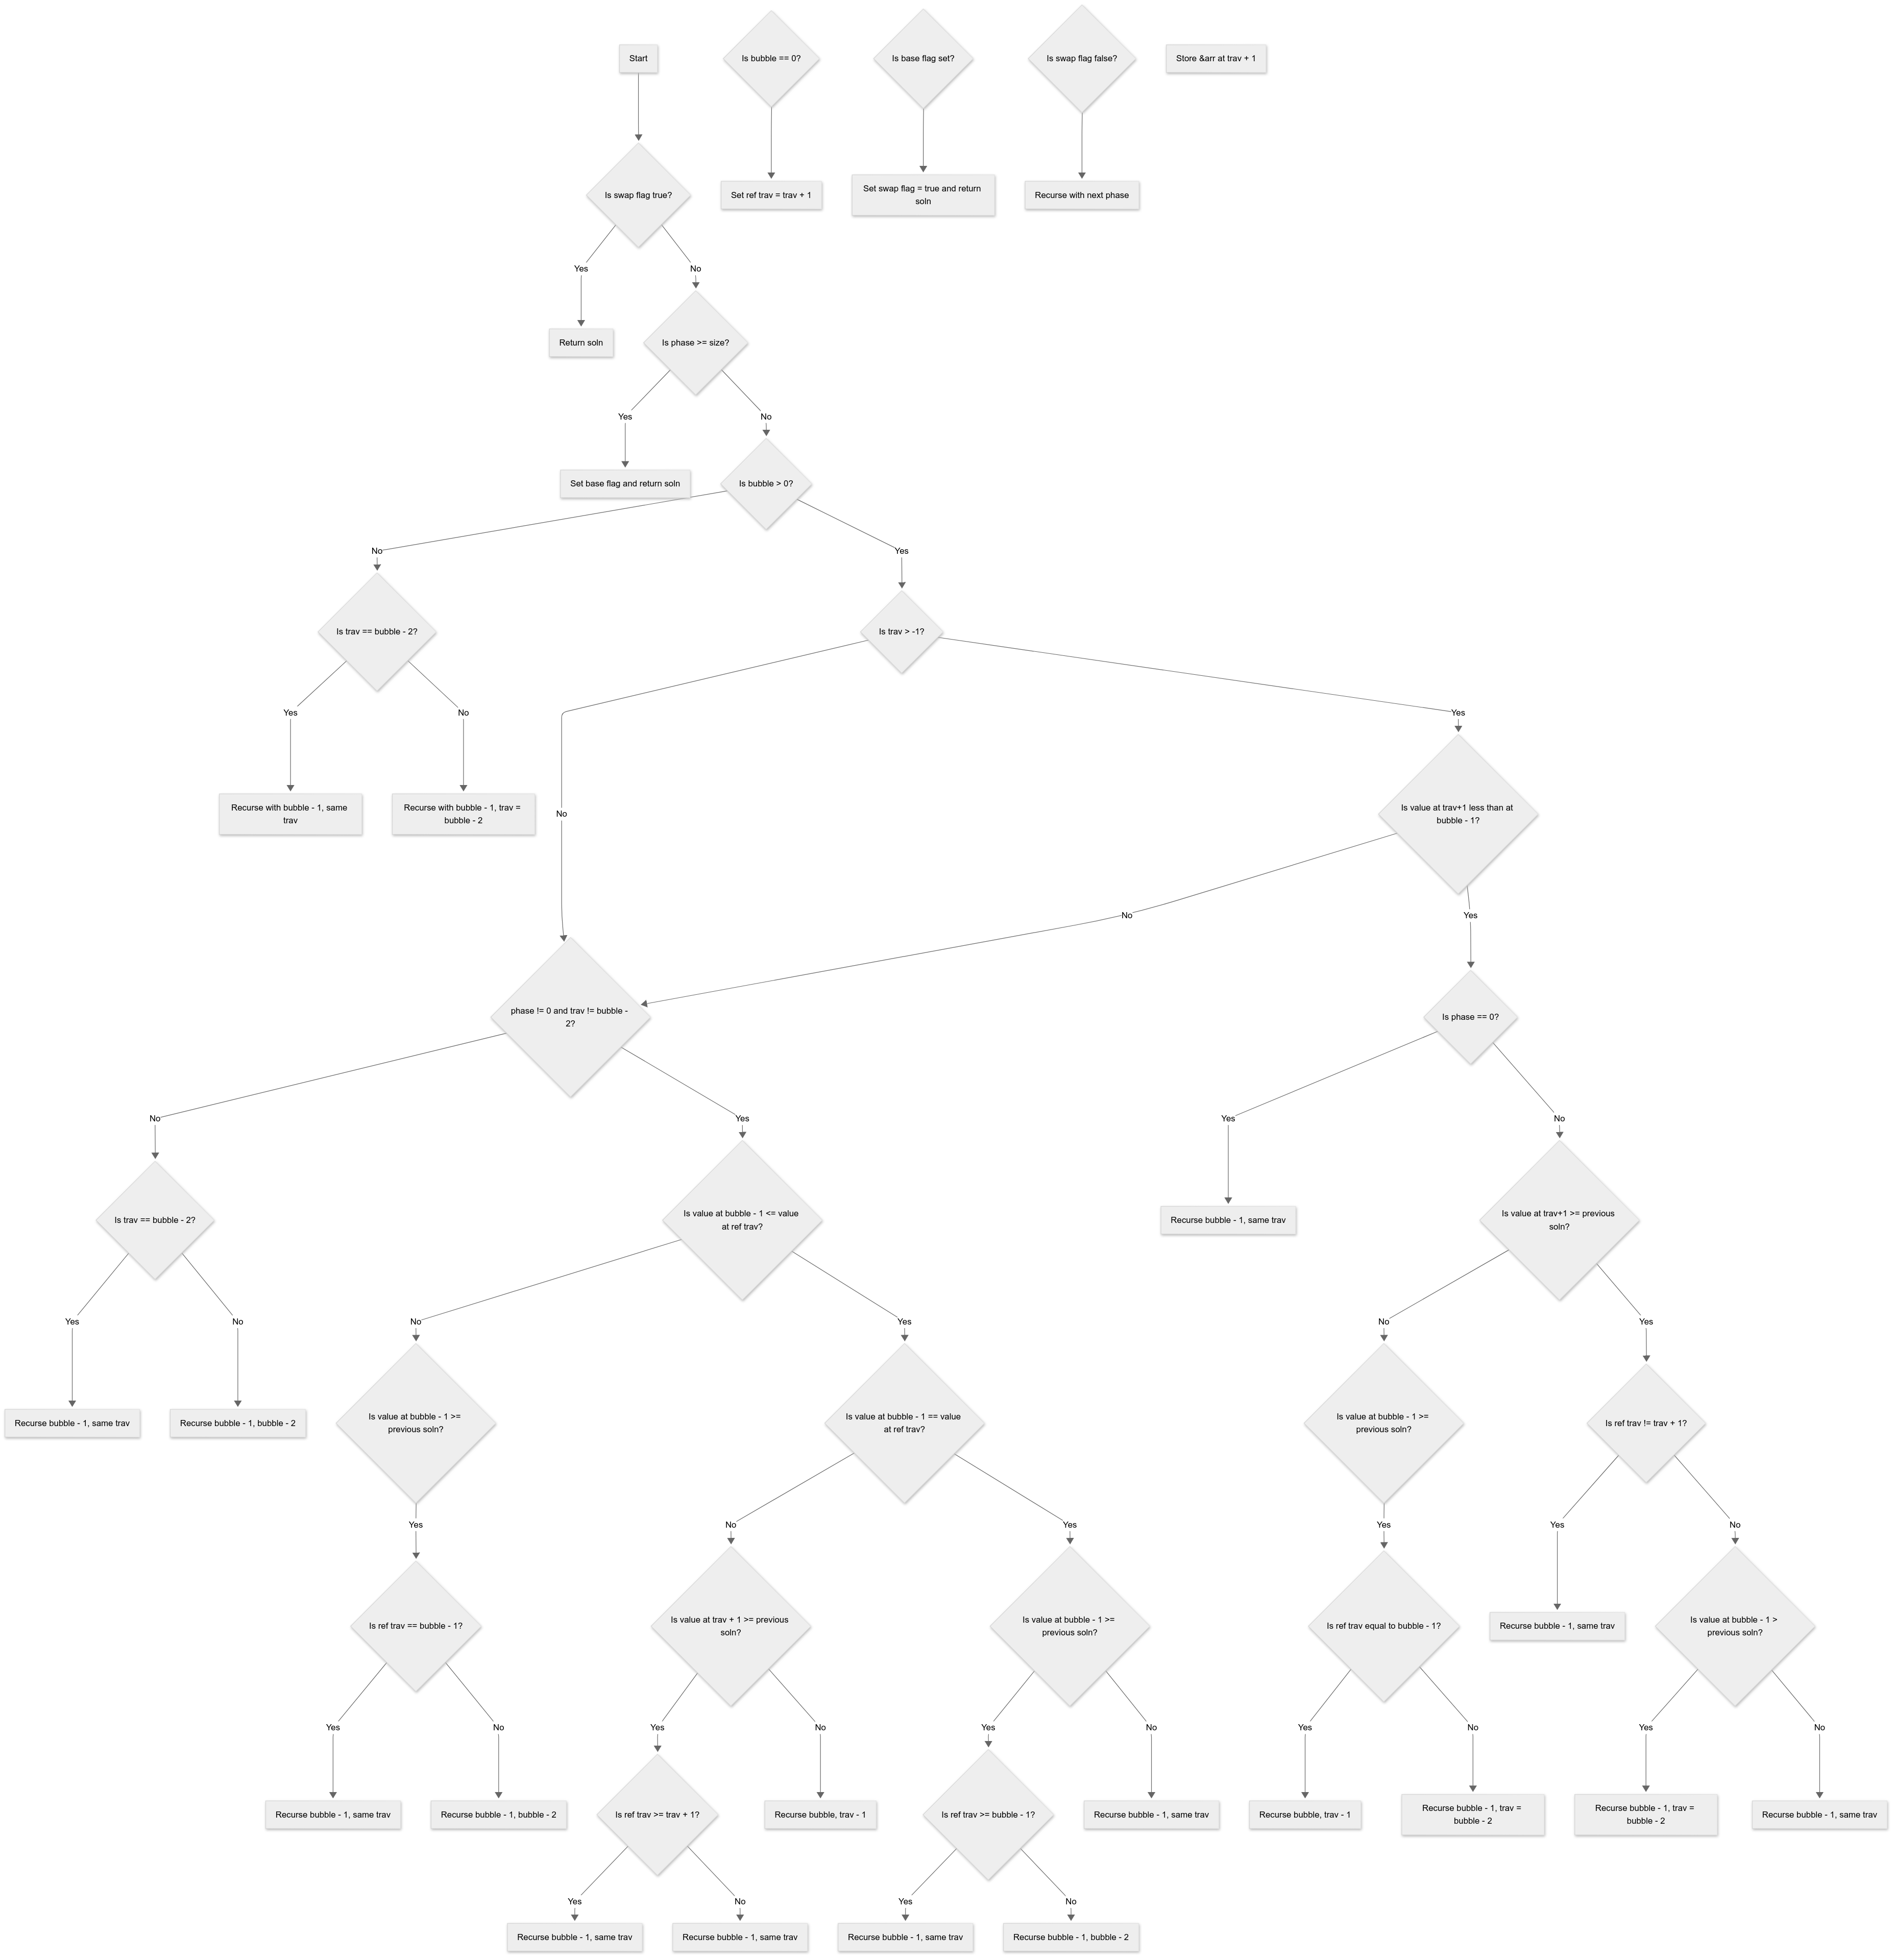 Start
Is bubble == 0?
Is base flag set?
Is swap flag false?
Store &arr at trav + 1
Is swap flag true?
Set ref trav = trav + 1
Set swap flag = true and return
soln
Recurse with next phase
Yes
No
Return soln
Is phase >= size?
Yes
No
Set base flag and return soln
Is bubble > 0?
No
Yes
Is trav == bubble - 2?
Is trav > -1?
Yes
No
Yes
Recurse with bubble - 1, same
trav
Recurse with bubble - 1, trav =
bubble - 2
No
Is value at trav+1 less than at
bubble - 1?
No
Yes
phase != 0 and trav != bubble -
2?
Is phase == 0?
No
Yes
Yes
No
Is trav == bubble - 2?
Is value at bubble - 1 <= value
at ref trav?
Recurse bubble - 1, same trav
Is value at trav+1 >= previous
soln?
Yes
No
No
Yes
No
Yes
Recurse bubble - 1, same trav
Recurse bubble - 1, bubble - 2
Is value at bubble - 1 >=
previous soln?
Is value at bubble - 1 == value
at ref trav?
Is value at bubble - 1 >=
previous soln?
Is ref trav != trav + 1?
Yes
No
Yes
Yes
Yes
No
Is ref trav == bubble - 1?
Is value at trav + 1 >= previous
soln?
Is value at bubble - 1 >=
previous soln?
Is ref trav equal to bubble - 1?
Recurse bubble - 1, same trav
Is value at bubble - 1 >
previous soln?
Yes
No
Yes
No
Yes
No
Yes
No
Yes
No
Recurse bubble - 1, same trav
Recurse bubble - 1, bubble - 2
Is ref trav >= trav + 1?
Recurse bubble, trav - 1
Is ref trav >= bubble - 1?
Recurse bubble - 1, same trav
Recurse bubble, trav - 1
Recurse bubble - 1, trav =
bubble - 2
Recurse bubble - 1, trav =
bubble - 2
Recurse bubble - 1, same trav
Yes
No
Yes
No
Recurse bubble - 1, same trav
Recurse bubble - 1, same trav
Recurse bubble - 1, same trav
Recurse bubble - 1, bubble - 2